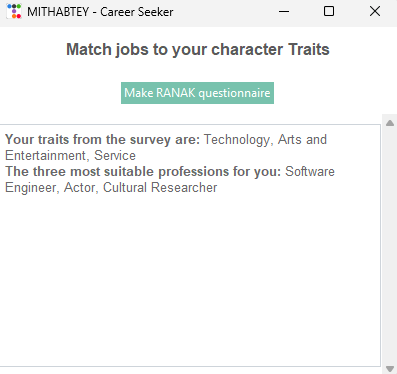 MITHABTEY - Career Seeker
Match jobs to your character Traits
Make RANAK questionnaire
Your traits from the survey are: Technology, Arts and
Entertainment, Service
The three most suitable professions for you: Software
Engineer, Actor, Cultural Researcher